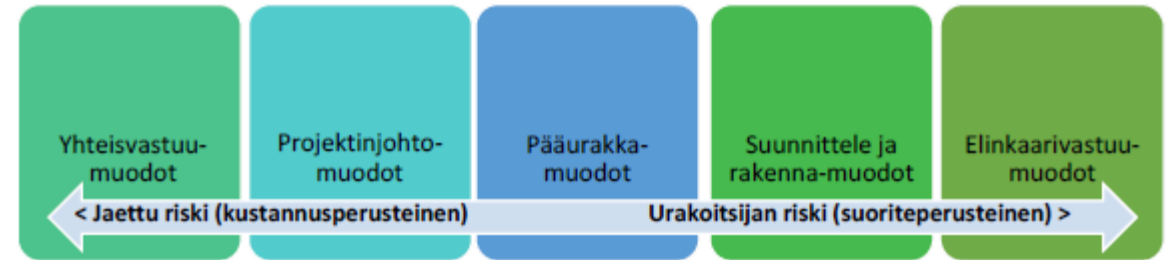 Yhteisvastuu-
muodot
Projektinjohto-
muodot
Pääurakka-
muodot
Suunnittele ja
rakenna-muodot
Elinkaarivastuu-
muodot
< Jaettu riski (kustannusperusteinen)
Urakoitsijan riski (suoriteperusteinen) >